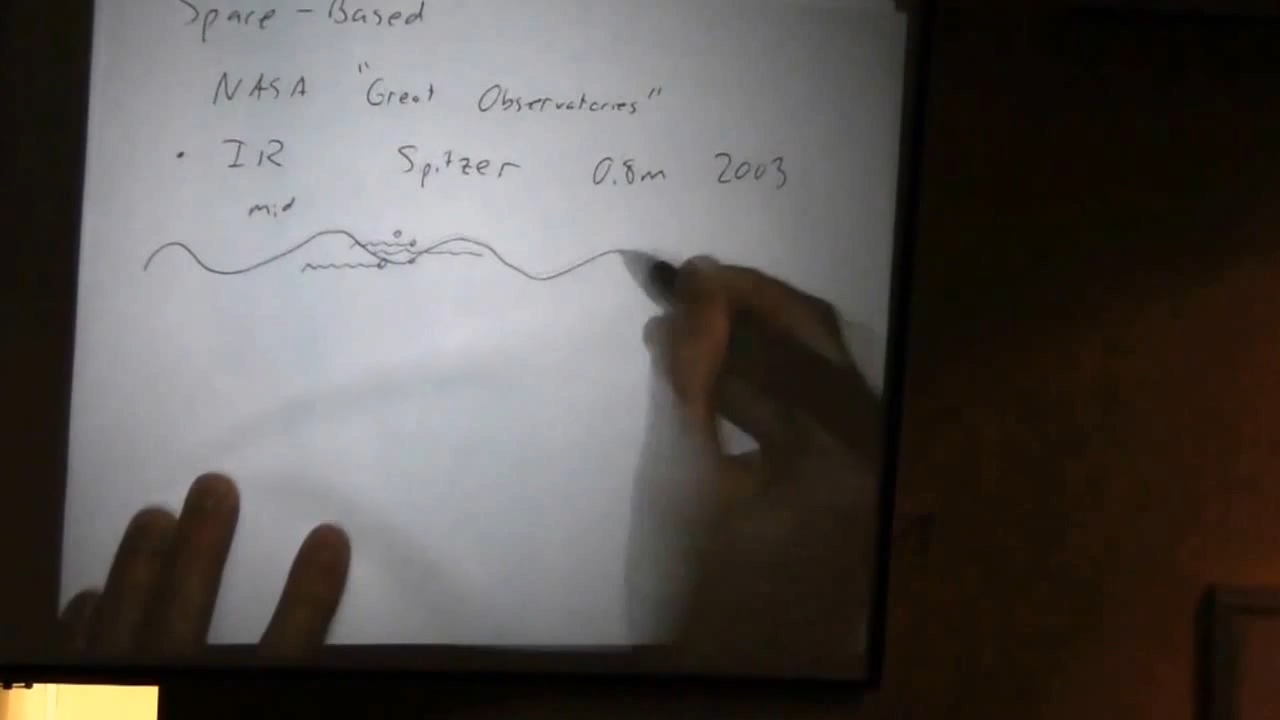 Space - Based
NASA "Great Observatories"
• IR Spitzer 0.8m 2003
mid